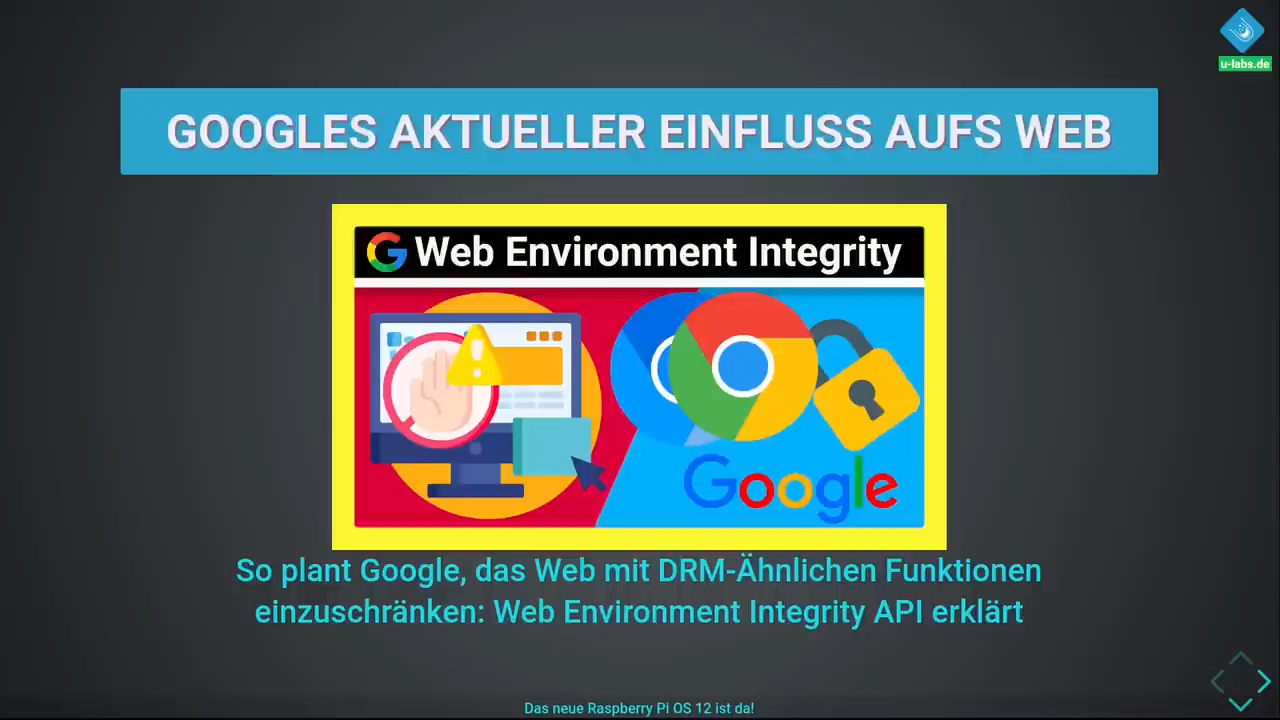 u-labs.de
GOOGLES AKTUELLER EINFLUSS AUFS WEB
G Web Environment Integrity
Google
So plant Google, das Web mit DRM-Ähnlichen Funktionen
einzuschränken: Web Environment Integrity API erklärt
Das neue Raspberry Pi OS 12 ist da!